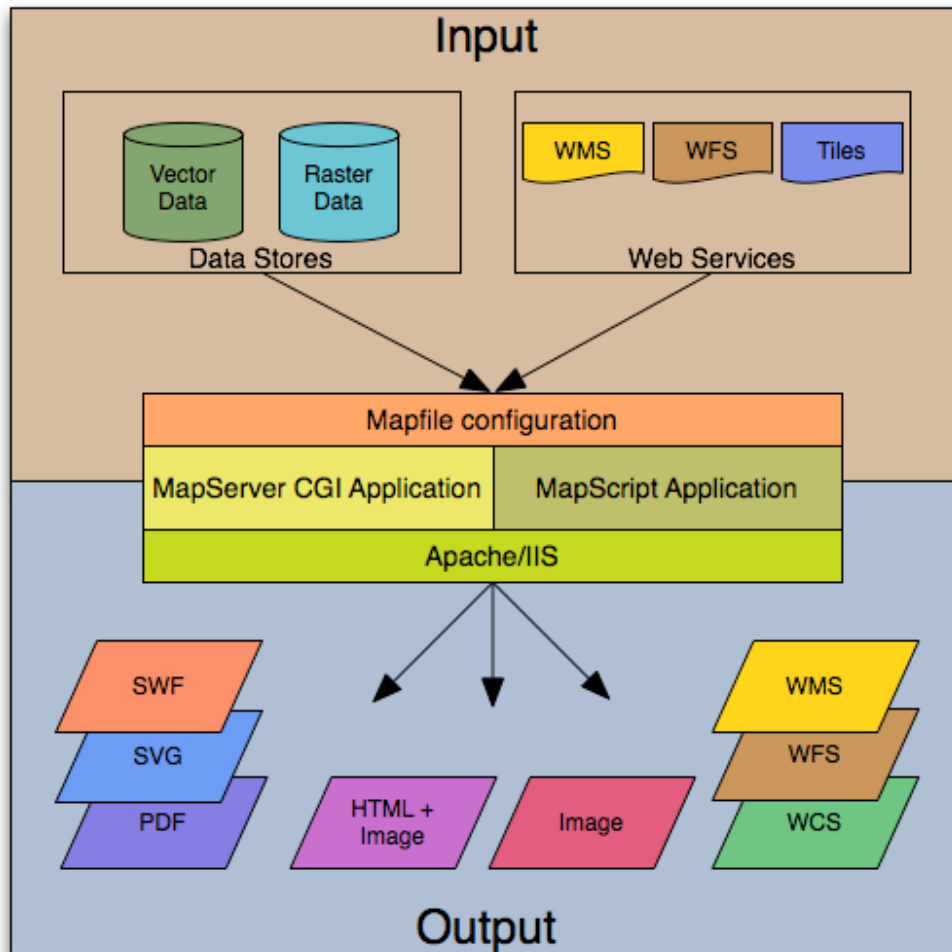 Input
Vector
Data
Raster
Data
Data Stores
WMS
WFS
Tiles
Web Services
Mapfile configuration
MapServer CGI Application
MapScript Application
Apache/IIS
SWF
SVG
PDF
HTML +
Image
Image
WMS
WFS
WCS
Output